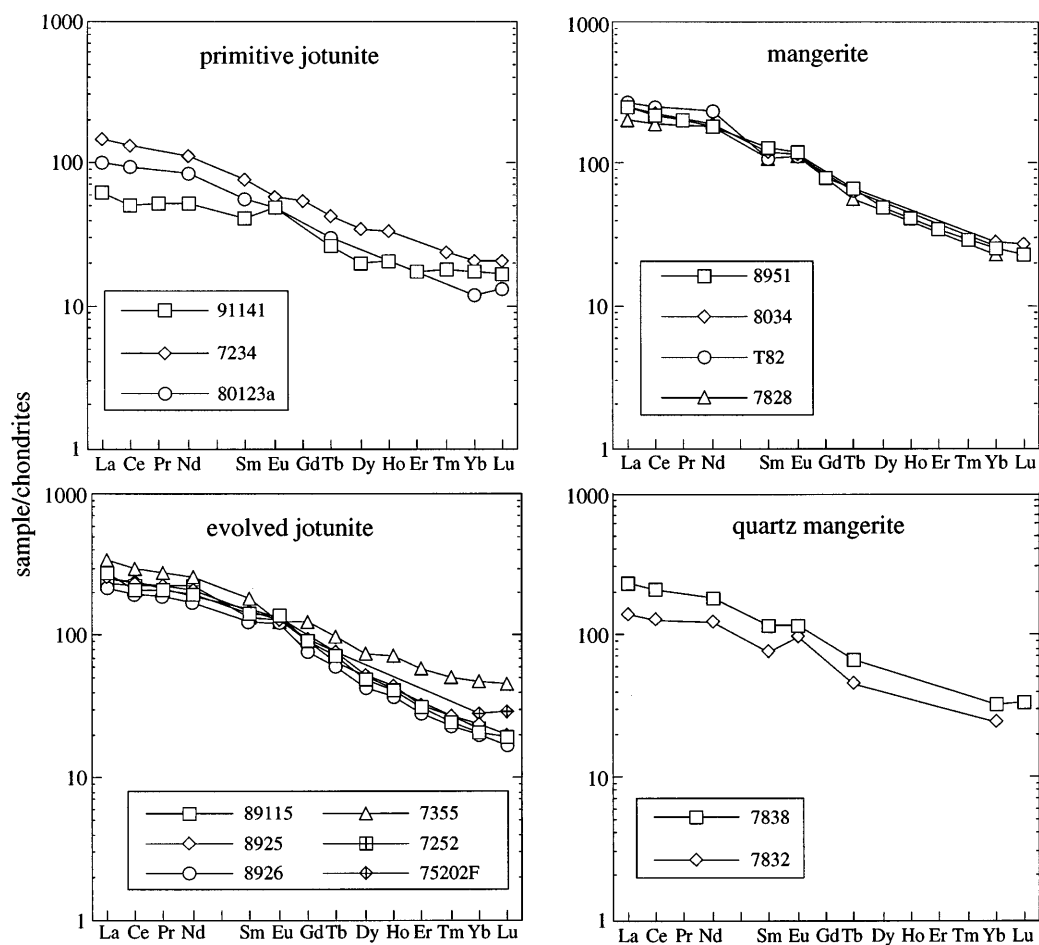 sample/chondrites
1000
100
10
1
primitive jotunite
91141
7234
80123a
La Ce Pr Nd Sm Eu Gd Tb Dy Ho Er Tm Yb Lu
1000
100
10
1
mangerite
8951
8034
T82
7828
La Ce Pr Nd Sm Eu Gd Tb Dy Ho Er Tm Yb Lu
1000
100
10
1
evolved jotunite
89115 7355
8925 7252
8926 75202F
La Ce Pr Nd Sm Eu Gd Tb Dy Ho Er Tm Yb Lu
1000
100
10
1
quartz mangerite
7838
7832
La Ce Pr Nd Sm Eu Gd Tb Dy Ho Er Tm Yb Lu